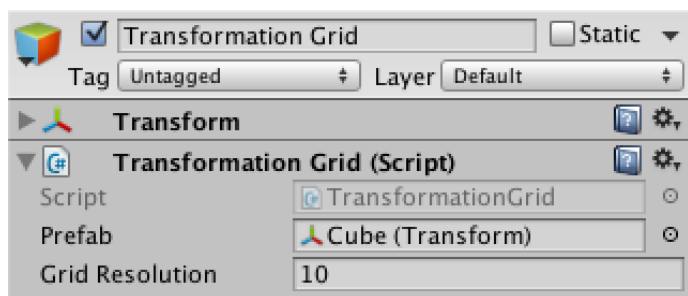 Transformation Grid Static
Tag Untagged Layer Default
Transform
Transformation Grid (Script)
Script TransformationGrid
Prefab Cube (Transform)
Grid Resolution 10